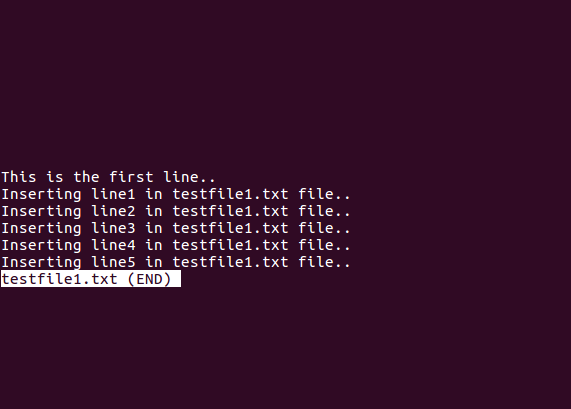 This is the first line..
Inserting line1 in testfile1.txt file..
Inserting line2 in testfile1.txt file..
Inserting line3 in testfile1.txt file..
Inserting line4 in testfile1.txt file..
Inserting line5 in testfile1.txt file..
testfile1.txt (END)